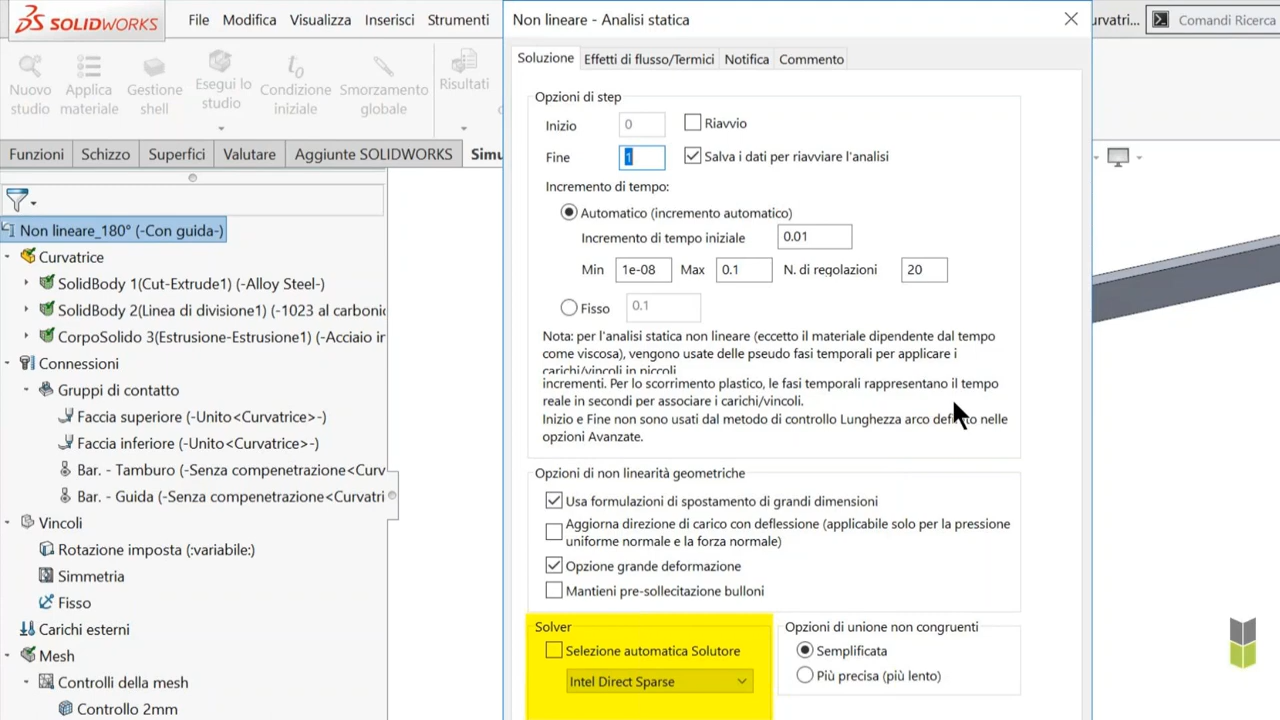 SOLIDWORKS
File Modifica Visualizza Inserisci Strumenti
Nuovo studio
Applica materiale
Gestione shell
Esegui lo studio
Condizione iniziale
Smorzamento globale
Risultati
Funzioni Schizzo Superfici Valutare Aggiunte SOLIDWORKS Simu
Non lineare_180° (-Con guida-)
Curvatrice
SolidBody 1(Cut-Extrude1) (-Alloy Steel-)
SolidBody 2(Linea di divisione1) (-1023 al carbonio
CorpoSolido 3(Estrusione-Estrusione1) (-Acciaio in
Connessioni
Gruppi di contatto
Faccia superiore (-Unito<Curvatrice>-)
Faccia inferiore (-Unito<Curvatrice>-)
Bar. - Tamburo (-Senza compenetrazione<Curv
Bar. - Guida (-Senza compenetrazione<Curvatri
Vincoli
Rotazione imposta (:variabile:)
Simmetria
Fisso
Carichi esterni
Mesh
Controlli della mesh
Controllo 2mm
Non lineare - Analisi statica
Soluzione Effetti di flusso/Termici Notifica Commento
Opzioni di step
Inizio 0 Riavvio
Fine 1 Salva i dati per riavviare l'analisi
Incremento di tempo:
Automatico (incremento automatico)
Incremento di tempo iniziale 0.01
Min 1e-08 Max 0.1 N. di regolazioni 20
Fisso 0.1
Nota: per l'analisi statica non lineare (eccetto il materiale dipendente dal tempo
come viscosa), vengono usate delle pseudo fasi temporali per applicare i
carichi/vincoli in piccoli
incrementi. Per lo scorrimento plastico, le fasi temporali rappresentano il tempo
reale in secondi per associare i carichi/vincoli.
Inizio e Fine non sono usati dal metodo di controllo Lunghezza arco definito nelle
opzioni Avanzate.
Opzioni di non linearità geometriche
Usa formulazioni di spostamento di grandi dimensioni
Aggiorna direzione di carico con deflessione (applicabile solo per la pressione
uniforme normale e la forza normale)
Opzione grande deformazione
Mantieni pre-sollecitazione bulloni
Solver
Selezione automatica Solutore
Intel Direct Sparse
Opzioni di unione non congruenti
Semplificata
Più precisa (più lento)
urvatri...
Comandi Ricerca